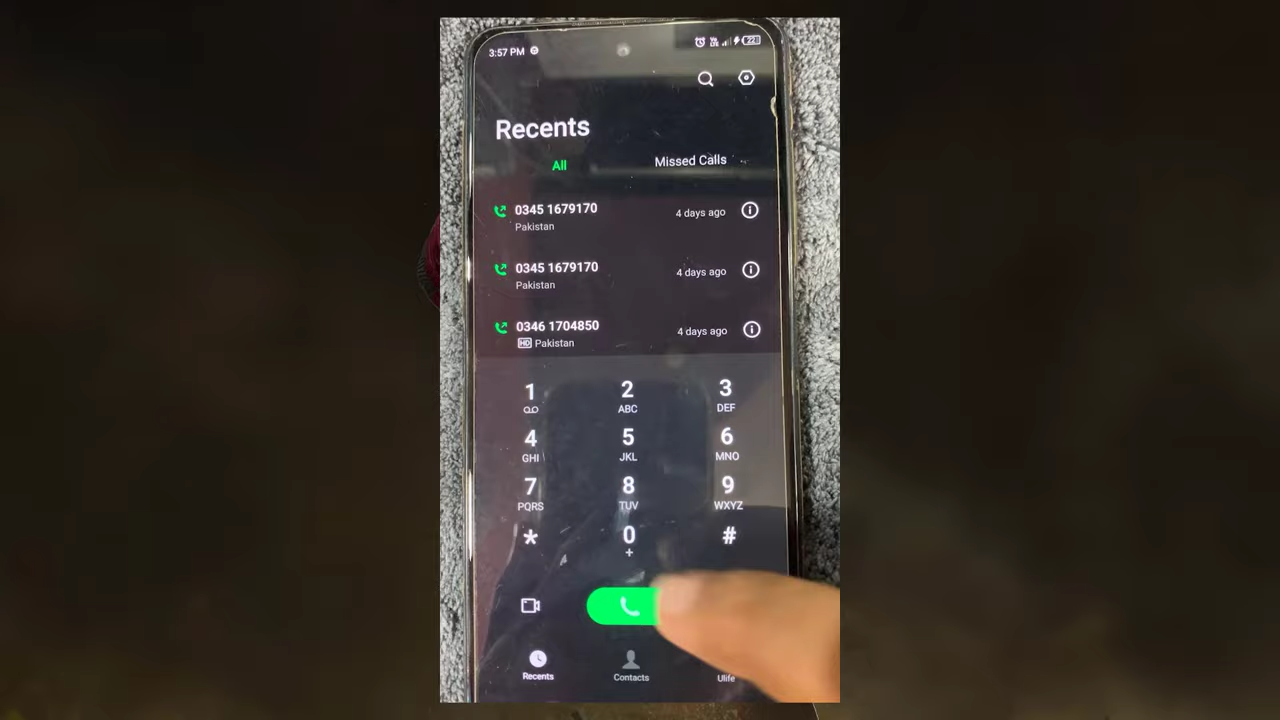 3:57 PM
22
Recents
All
Missed Calls
0345 1679170
4 days ago
Pakistan
0345 1679170
4 days ago
Pakistan
0346 1704850
4 days ago
HD Pakistan
1 2 3
ABC DEF
4 5 6
GHI JKL MNO
7 8 9
PQRS TUV WXYZ
* 0 #
+
Recents Contacts Ulife